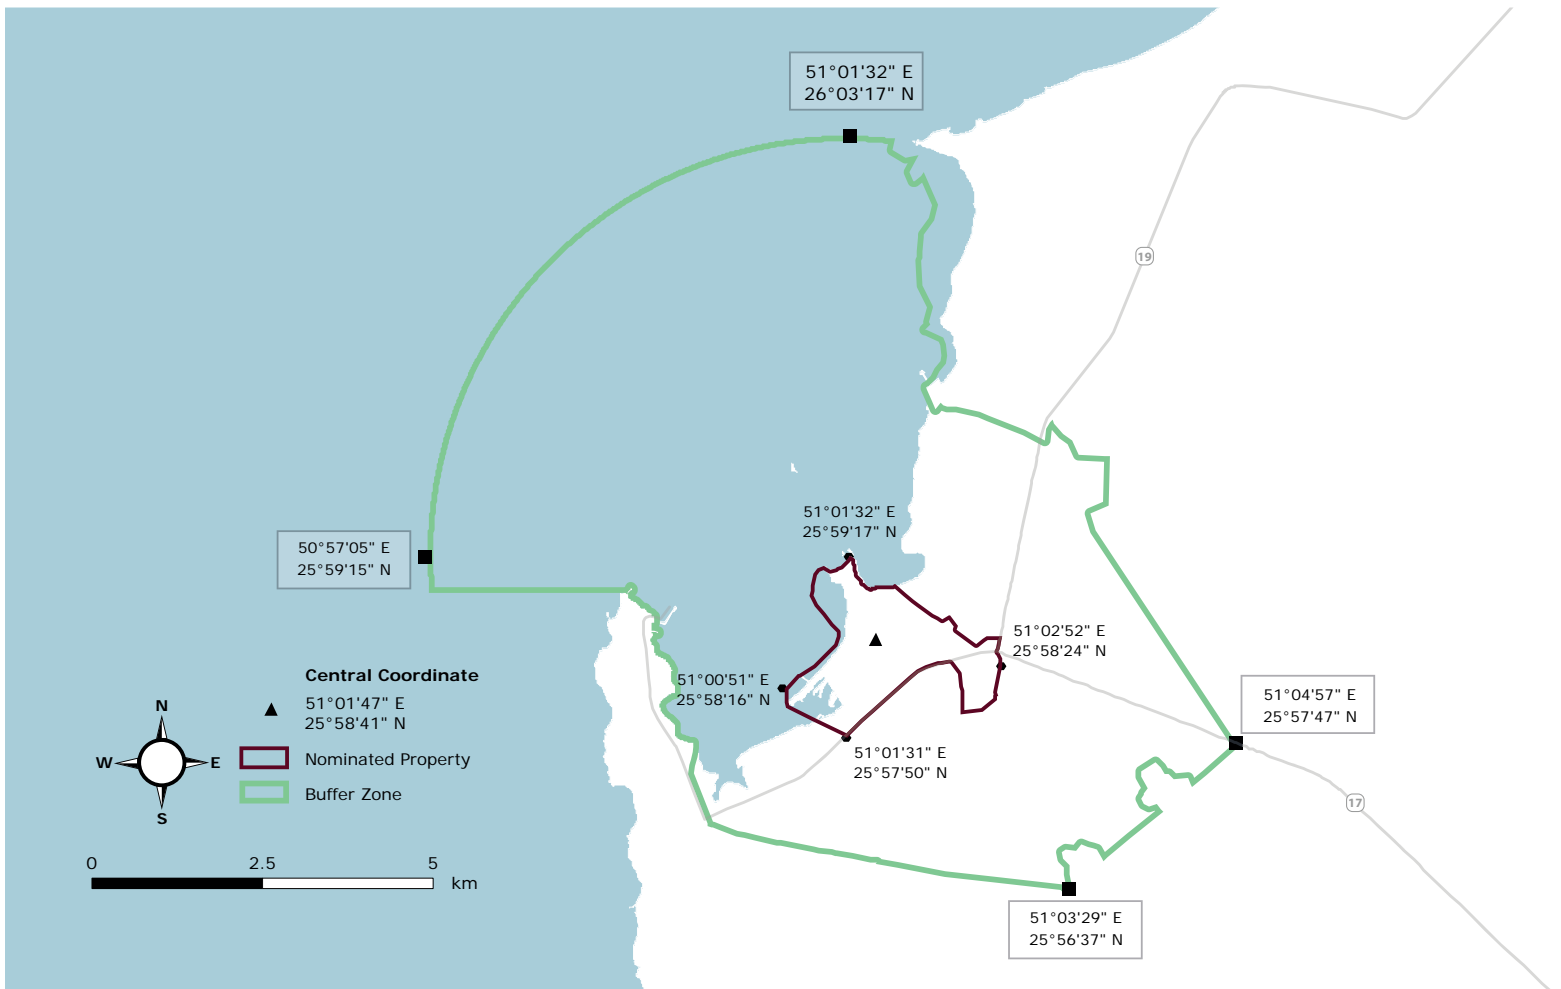 51°01'32" E
26°03'17" N
19
51°01'32" E
25°59'17" N
50°57'05" E
25°59'15" N
51°02'52" E
25°58'24" N
51°00'51" E
25°58'16" N
51°04'57" E
25°57'47" N
51°01'31" E
25°57'50" N
17
51°03'29" E
25°56'37" N
Central Coordinate
51°01'47" E
25°58'41" N
Nominated Property
Buffer Zone
N
W
E
S
0 2.5 5
km